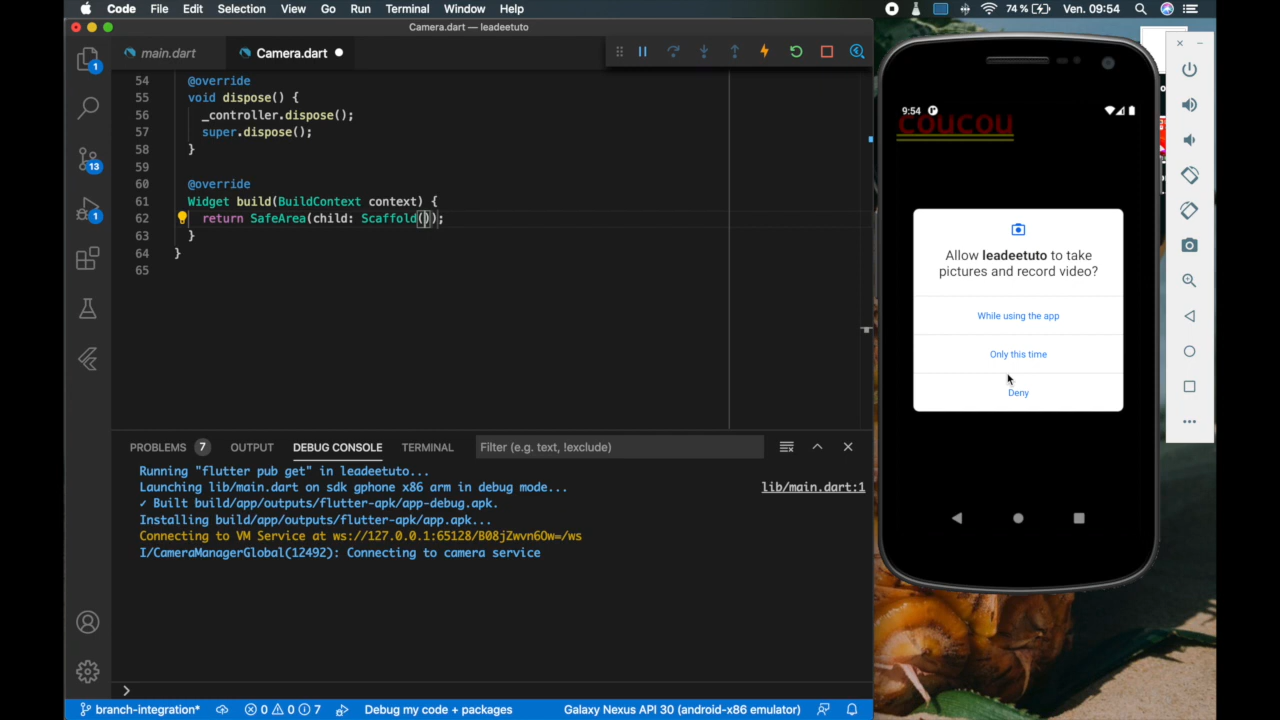 Code File Edit Selection View Go Run Terminal Window Help 74 % Ven. 09:54
Camera.dart — leadeetuto
main.dart Camera.dart
54 @override
55 void dispose() {
56 _controller.dispose();
57 super.dispose();
58 }
59
60 @override
61 Widget build(BuildContext context) {
62 return SafeArea(child: Scaffold());
63 }
64 }
65
PROBLEMS 7 OUTPUT DEBUG CONSOLE TERMINAL Filter (e.g. text, !exclude)
Running "flutter pub get" in leadeetuto...
Launching lib/main.dart on sdk gphone x86 arm in debug mode... lib/main.dart:1
✓ Built build/app/outputs/flutter-apk/app-debug.apk.
Installing build/app/outputs/flutter-apk/app.apk...
Connecting to VM Service at ws://127.0.0.1:65128/B08jZwvn6Ow=/ws
I/CameraManagerGlobal(12492): Connecting to camera service
1
13
1
branch-integration* 0 0 7 Debug my code + packages Galaxy Nexus API 30 (android-x86 emulator)
9:54
coucou
Allow leadeetuto to take
pictures and record video?
While using the app
Only this time
Deny